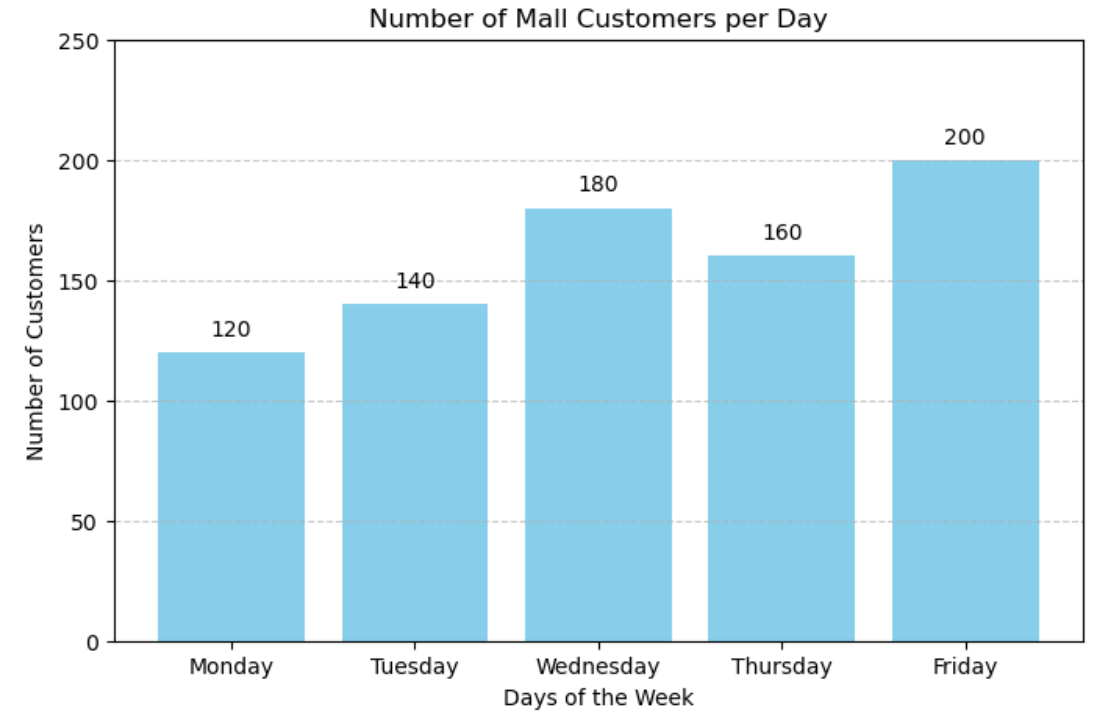 Number of Mall Customers per Day
Number of Customers
250
200
150
100
50
0
120
140
180
160
200
Monday
Tuesday
Wednesday
Thursday
Friday
Days of the Week